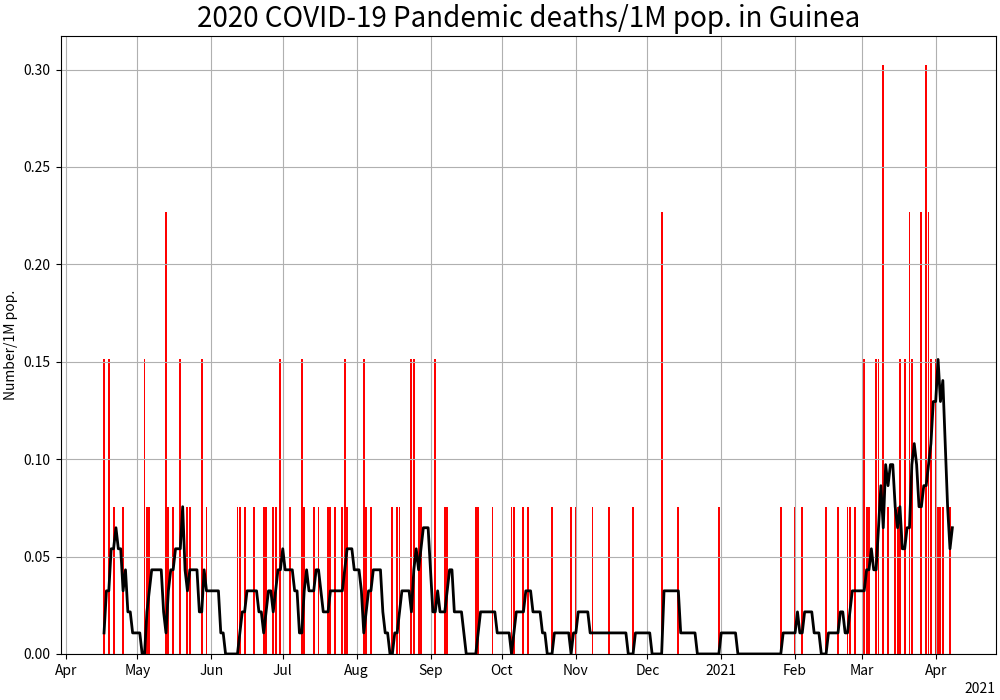 2020 COVID-19 Pandemic deaths/1M pop. in Guinea
Number/1M pop.
0.30
0.25
0.20
0.15
0.10
0.05
0.00
Apr May Jun Jul Aug Sep Oct Nov Dec 2021 Feb Mar Apr
2021